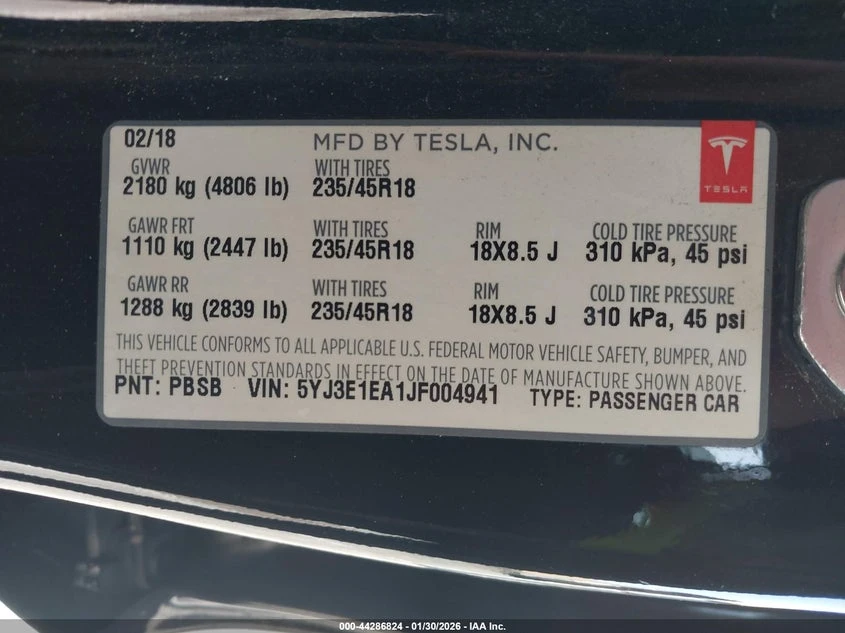 02/18 MFD BY TESLA, INC.
TESLA
GVWR WITH TIRES
2180 kg (4806 lb) 235/45R18
GAWR FRT WITH TIRES RIM COLD TIRE PRESSURE
1110 kg (2447 lb) 235/45R18 18X8.5 J 310 kPa, 45 psi
GAWR RR WITH TIRES RIM COLD TIRE PRESSURE
1288 kg (2839 lb) 235/45R18 18X8.5 J 310 kPa, 45 psi
THIS VEHICLE CONFORMS TO ALL APPLICABLE U.S. FEDERAL MOTOR VEHICLE SAFETY, BUMPER, AND
THEFT PREVENTION STANDARDS IN EFFECT ON THE DATE OF MANUFACTURE SHOWN ABOVE.
PNT: PBSB VIN: 5YJ3E1EA1JF004941 TYPE: PASSENGER CAR
000-44286824 - 01/30/2026 - IAA Inc.